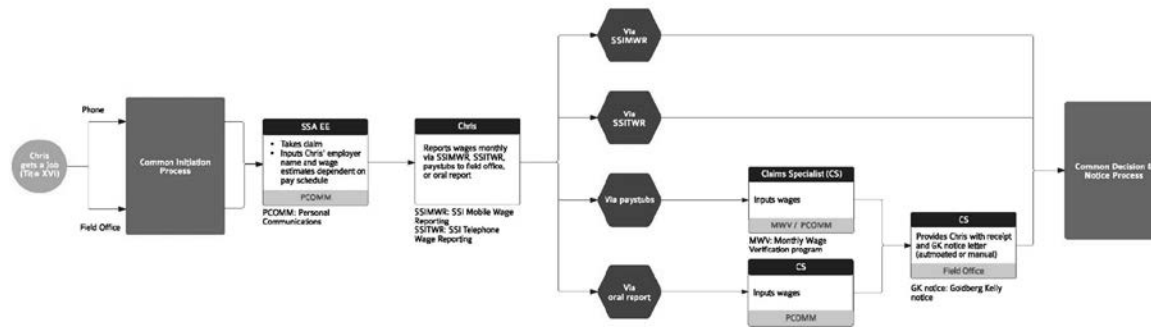 Chris
gets a Job
(Title XVI)
Phone
Field Office
Common Initiation
Process
SSA EE
• Takes claim
• Inputs Chris' employer
name and wage
estimates dependent on
pay schedule
PCOMM
PCOMM: Personal
Communications
Chris
Reports wages monthly
via SSIMWR, SSITWR,
paystubs to field office,
or oral report
SSIMWR: SSI Mobile Wage
Reporting
SSITWR: SSI Telephone
Wage Reporting
Via
SSIMWR
Via
SSITWR
Via paystubs
Via
oral report
Claims Specialist (CS)
Inputs wages
MWV / PCOMM
MWV: Monthly Wage
Verification program
CS
Inputs wages
PCOMM
CS
Provides Chris with receipt
and GK notice letter
(autmoated or manual)
Field Office
GK notice: Goldberg Kelly
notice
Common Decision
Notice Process